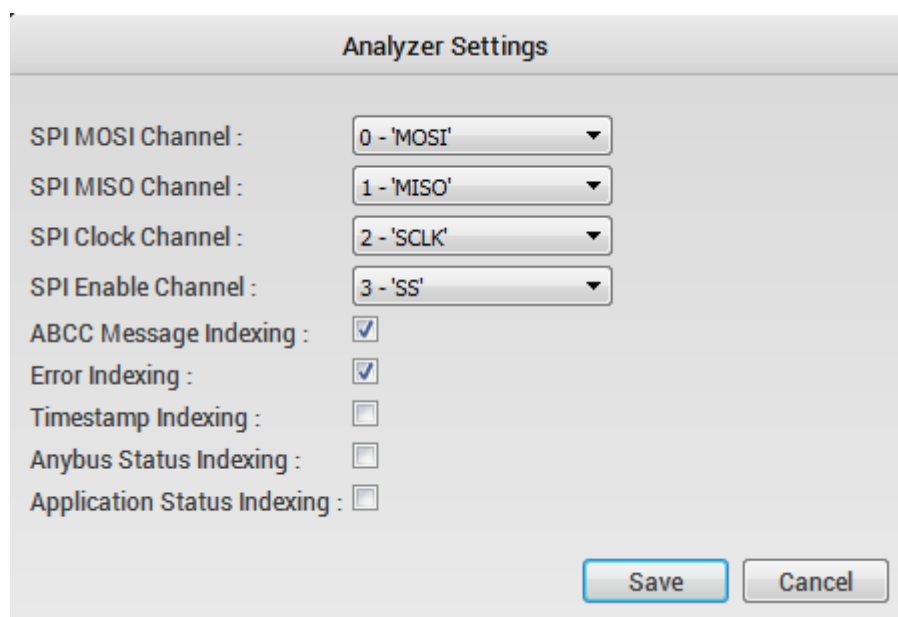 Analyzer Settings
SPI MOSI Channel : 0 - 'MOSI'
SPI MISO Channel : 1 - 'MISO'
SPI Clock Channel : 2 - 'SCLK'
SPI Enable Channel : 3 - 'SS'
ABCC Message Indexing :
Error Indexing :
Timestamp Indexing :
Anybus Status Indexing :
Application Status Indexing :
Save Cancel